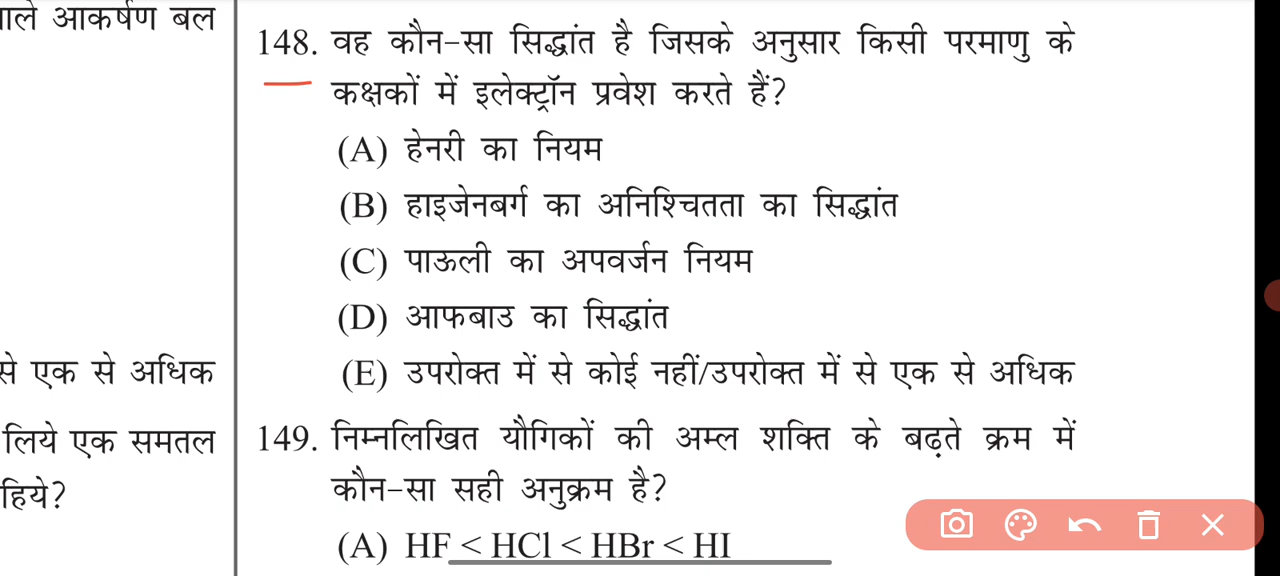 ाले आकर्षण बल
से एक से अधिक
लिये एक समतल
हिये?
148. वह कौन-सा सिद्धांत है जिसके अनुसार किसी परमाणु के
कक्षकों में इलेक्ट्रॉन प्रवेश करते हैं?
(A) हेनरी का नियम
(B) हाइजेनबर्ग का अनिश्चितता का सिद्धांत
(C) पाऊली का अपवर्जन नियम
(D) आफबाउ का सिद्धांत
(E) उपरोक्त में से कोई नहीं/उपरोक्त में से एक से अधिक
149. निम्नलिखित यौगिकों की अम्ल शक्ति के बढ़ते क्रम में
कौन-सा सही अनुक्रम है?
(A) HF < HCl < HBr < HI